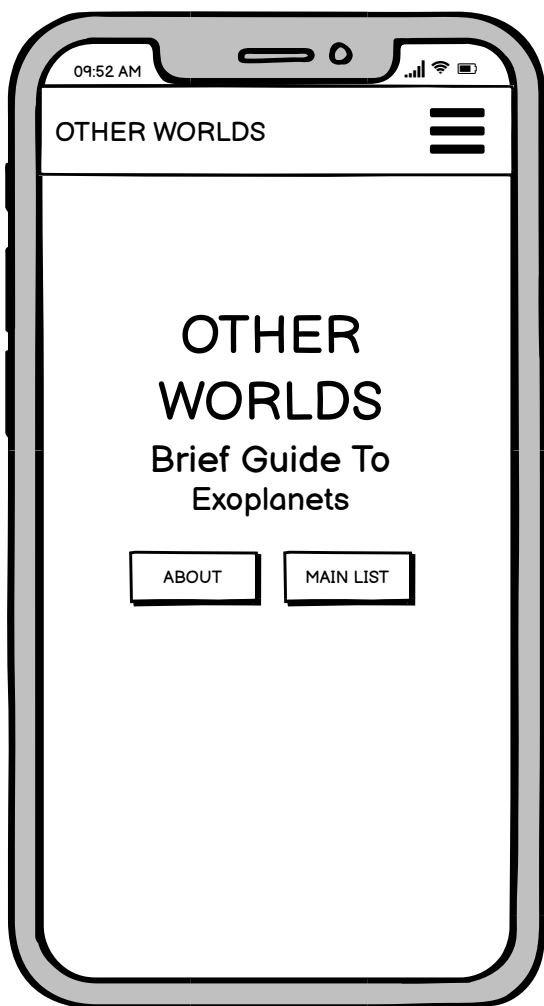 09:52 AM
OTHER WORLDS
OTHER
WORLDS
Brief Guide To
Exoplanets
ABOUT
MAIN LIST